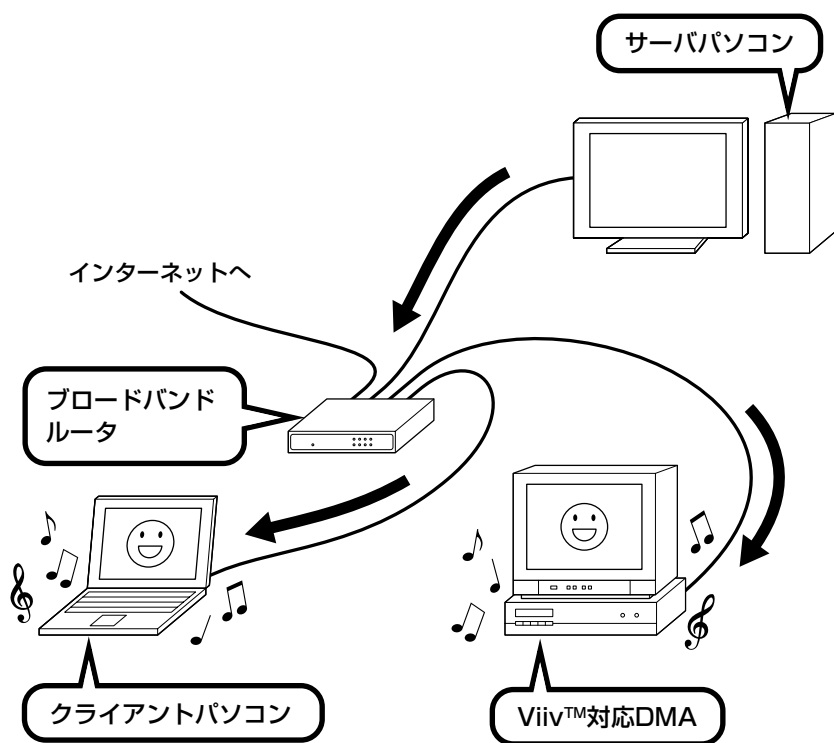 サーバパソコン
インターネットへ
ブロードバンド
ルータ
クライアントパソコン
Viiv™対応DMA